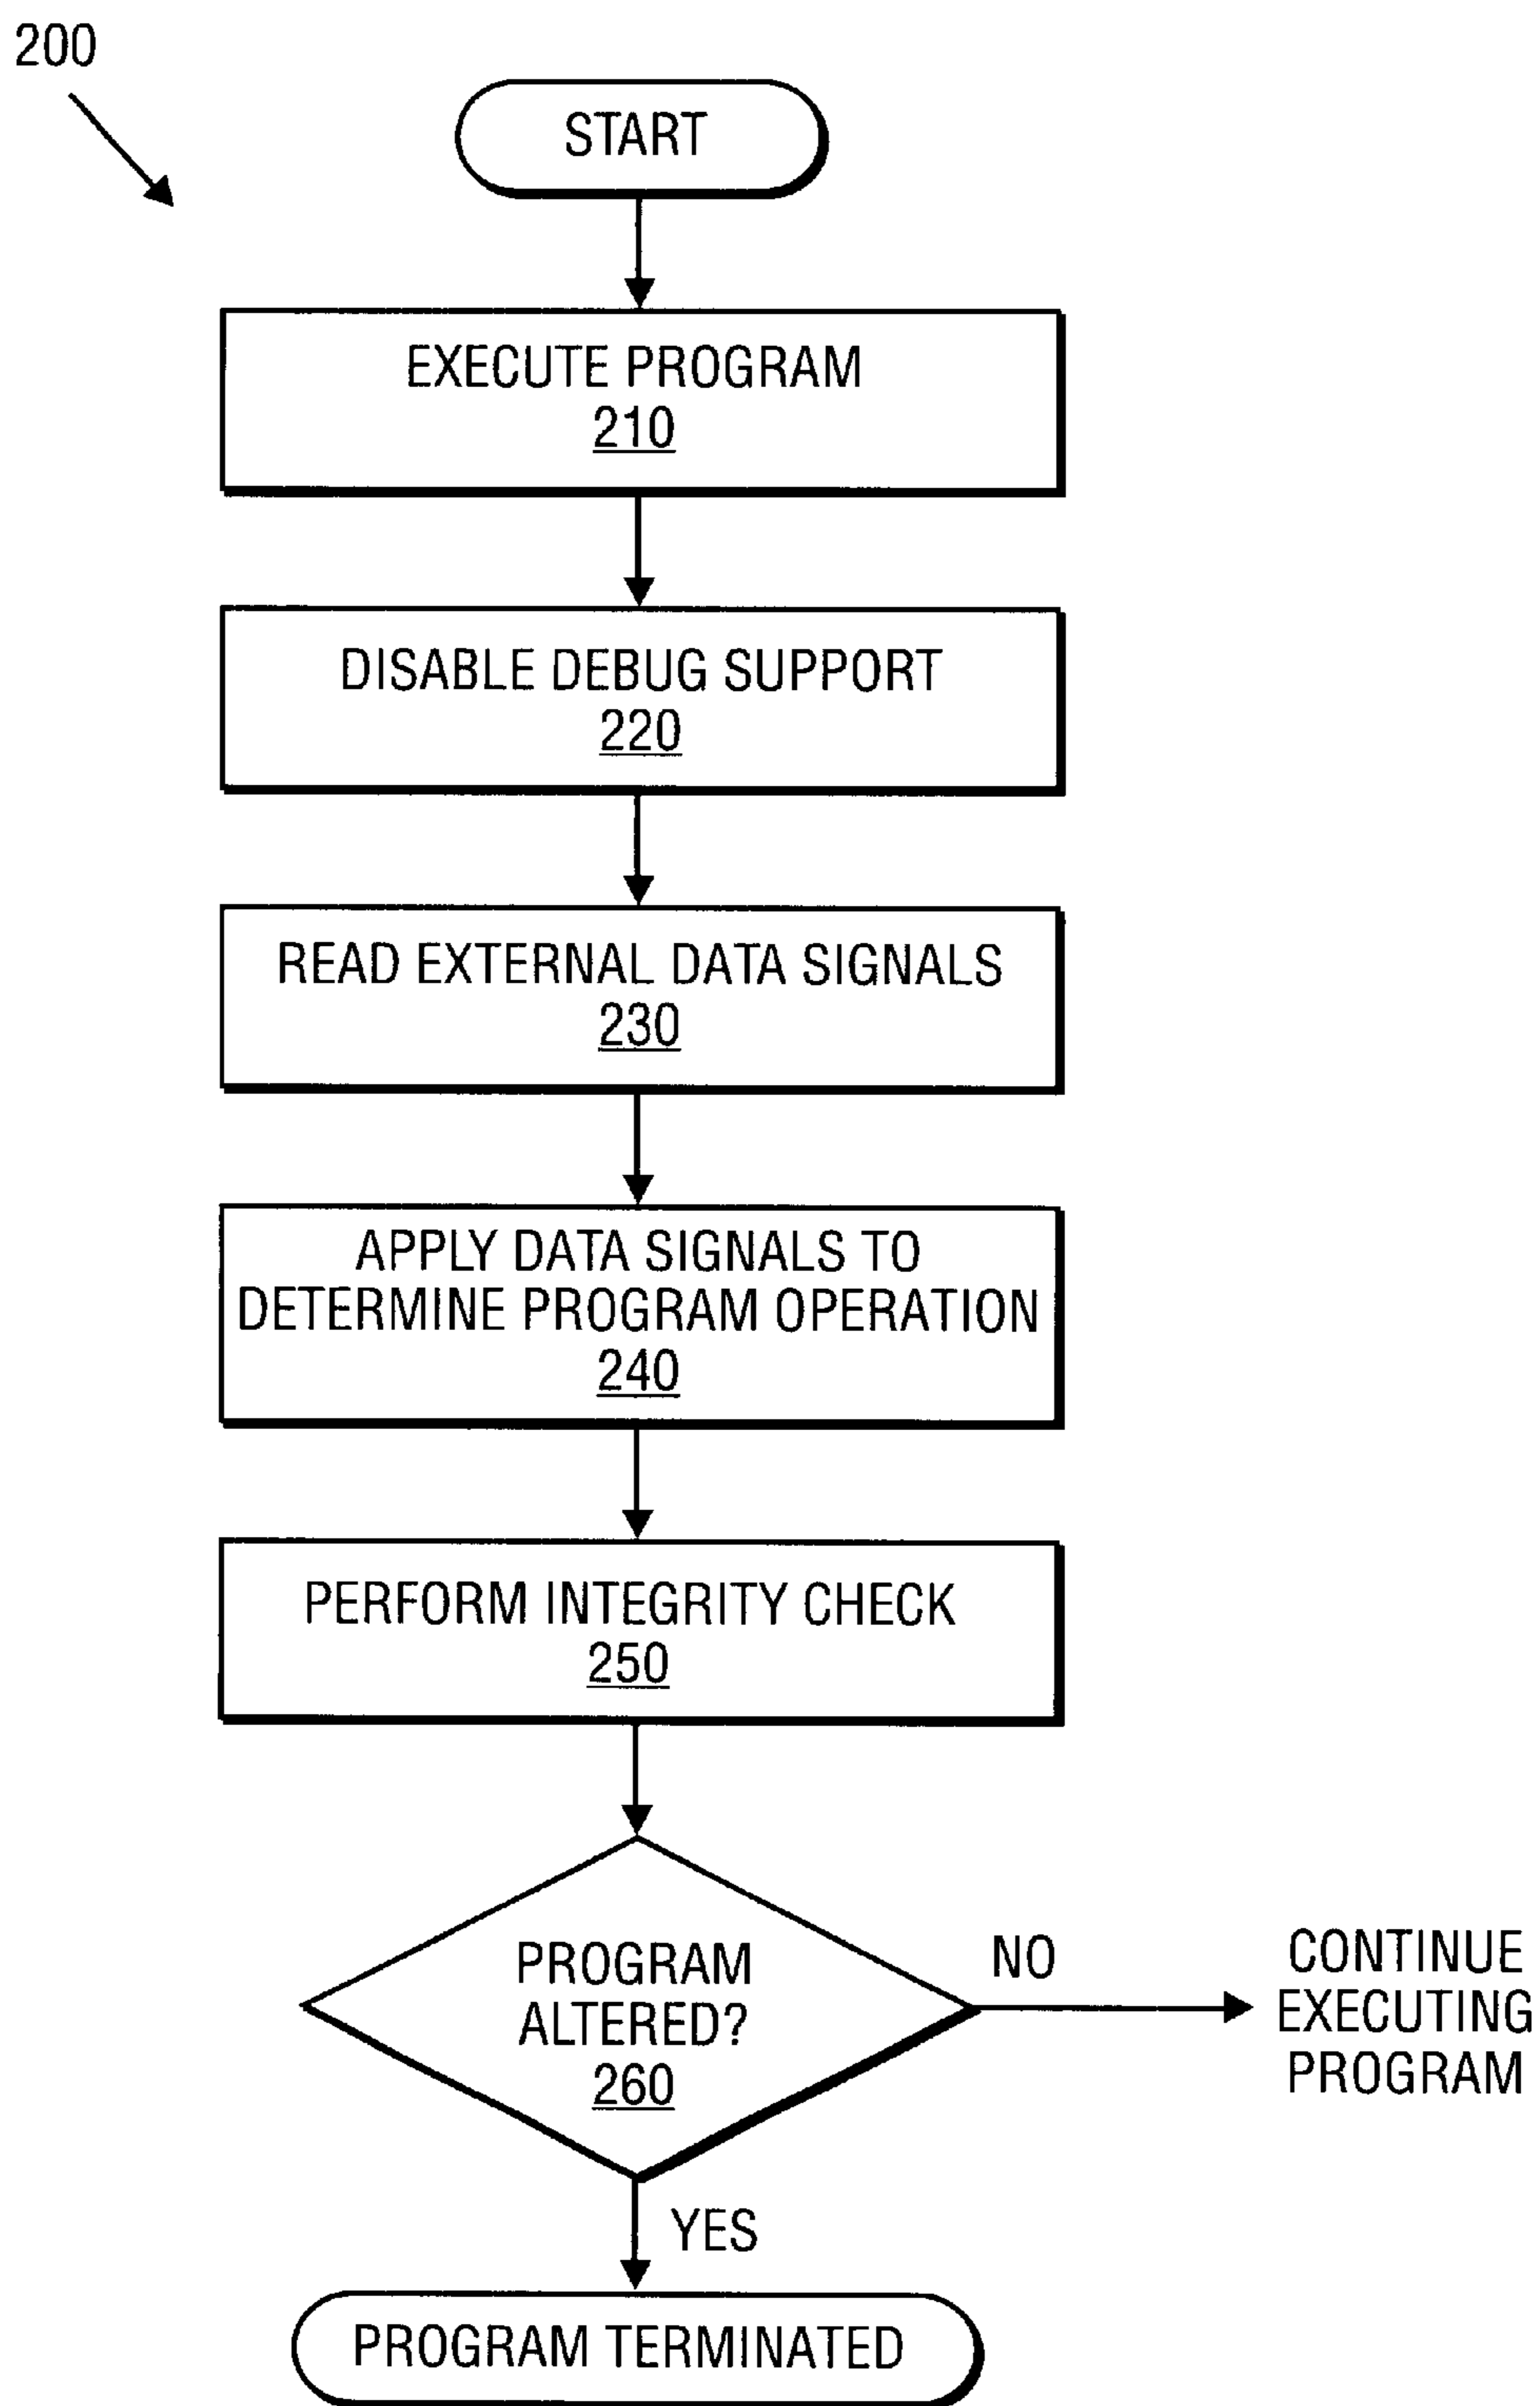 200
START
EXECUTE PROGRAM
210
DISABLE DEBUG SUPPORT
220
READ EXTERNAL DATA SIGNALS
230
APPLY DATA SIGNALS TO
DETERMINE PROGRAM OPERATION
240
PERFORM INTEGRITY CHECK
250
PROGRAM
ALTERED?
260
NO
CONTINUE
EXECUTING
PROGRAM
YES
PROGRAM TERMINATED